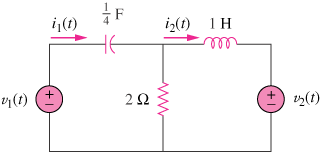 i₁(t)
1/4 F
i₂(t)
1 H
v₁(t)
+
−
2 Ω
+
−
v₂(t)